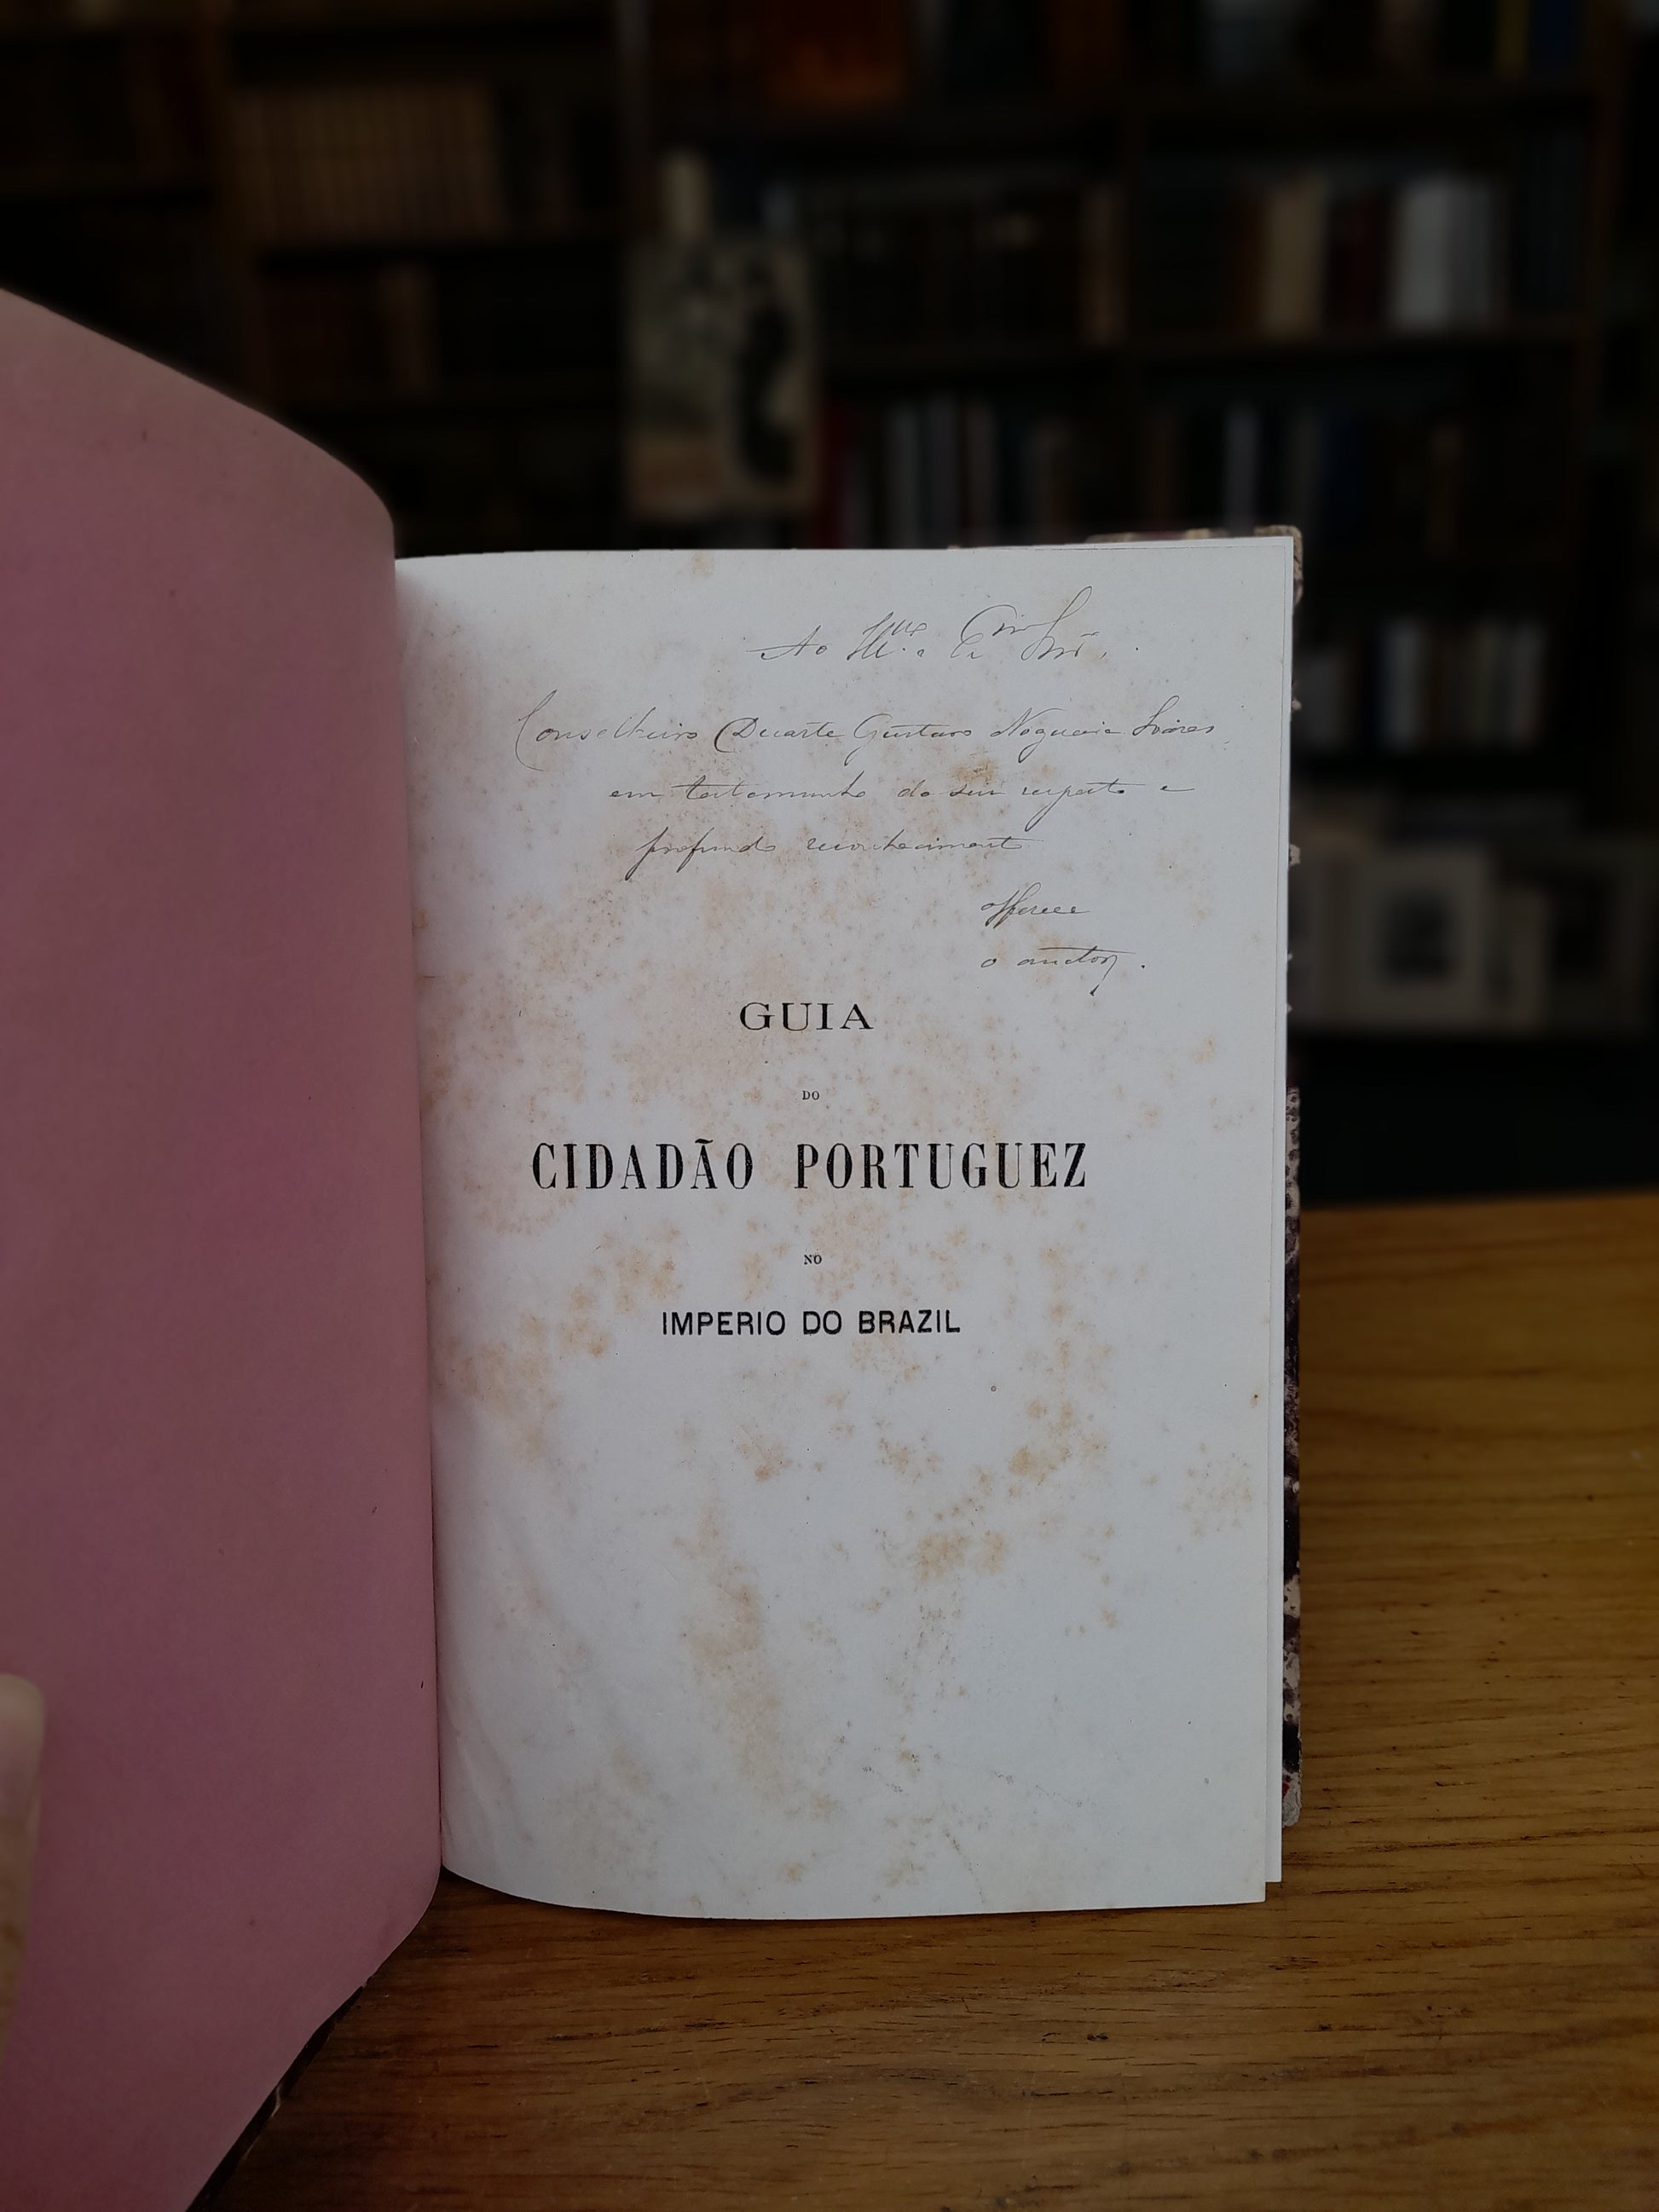 Ao Illmo. e Exmo. Snr.
Conselheiro Duarte Gustavo Nogueira Soares
em testemunho do seu respeito e
profundo reconhecimento
offerece
o auctor.
GUIA
DO
CIDADÃO PORTUGUEZ
NO
IMPERIO DO BRAZIL